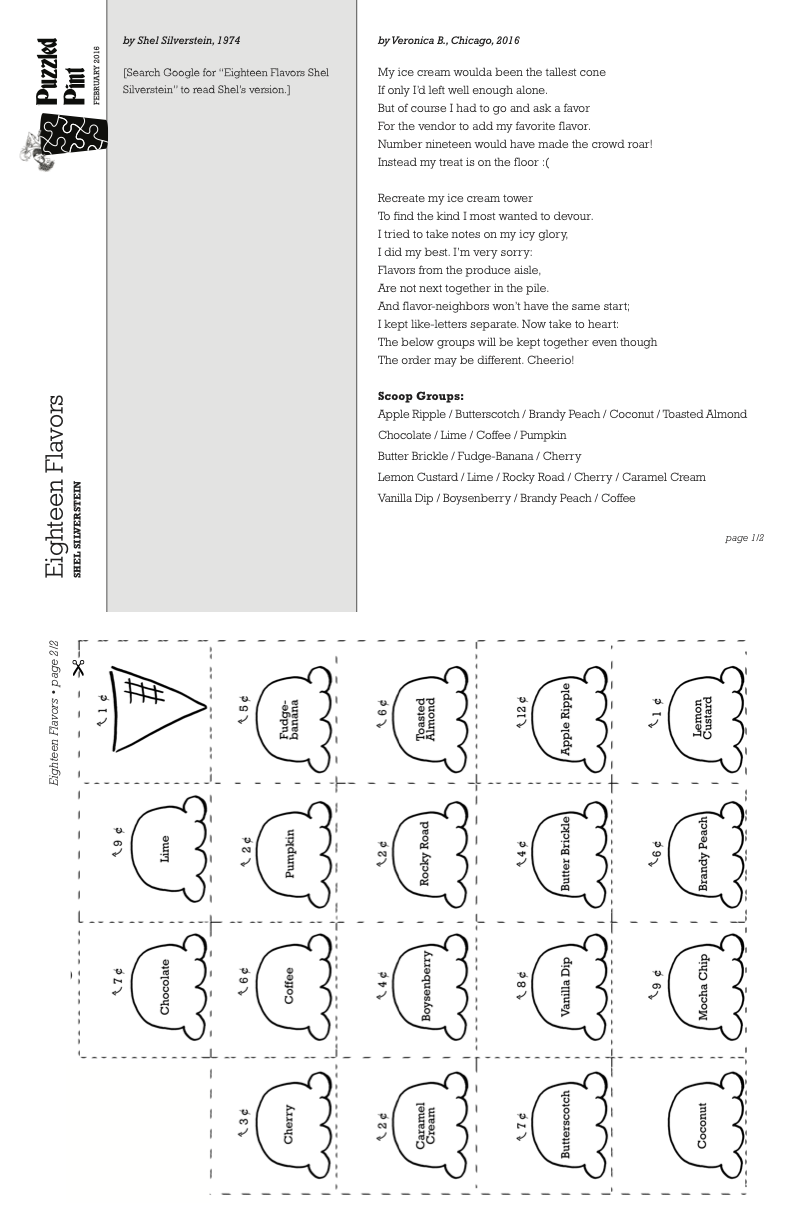 Puzzled
Pint
FEBRUARY 2016
Eighteen Flavors
SHEL SILVERSTEIN
by Shel Silverstein, 1974
[Search Google for “Eighteen Flavors Shel
Silverstein” to read Shel's version.]
by Veronica B., Chicago, 2016
My ice cream woulda been the tallest cone
If only I'd left well enough alone.
But of course I had to go and ask a favor
For the vendor to add my favorite flavor.
Number nineteen would have made the crowd roar!
Instead my treat is on the floor :(
Recreate my ice cream tower
To find the kind I most wanted to devour.
I tried to take notes on my icy glory,
I did my best. I'm very sorry:
Flavors from the produce aisle,
Are not next together in the pile.
And flavor-neighbors won't have the same start;
I kept like-letters separate. Now take to heart:
The below groups will be kept together even though
The order may be different. Cheerio!
Scoop Groups:
Apple Ripple / Butterscotch / Brandy Peach / Coconut / Toasted Almond
Chocolate / Lime / Coffee / Pumpkin
Butter Brickle / Fudge-Banana / Cherry
Lemon Custard / Lime / Rocky Road / Cherry / Caramel Cream
Vanilla Dip / Boysenberry / Brandy Peach / Coffee
page 1/2
Eighteen Flavors • page 2/2
1 ¢
5 ¢
Fudge-
banana
6 ¢
Toasted
Almond
12 ¢
Apple Ripple
1 ¢
Lemon
Custard
9 ¢
Lime
2 ¢
Pumpkin
2 ¢
Rocky Road
4 ¢
Butter Brickle
6 ¢
Brandy Peach
7 ¢
Chocolate
6 ¢
Coffee
4 ¢
Boysenberry
8 ¢
Vanilla Dip
9 ¢
Mocha Chip
3 ¢
Cherry
2 ¢
Caramel
Cream
7 ¢
Butterscotch
Coconut